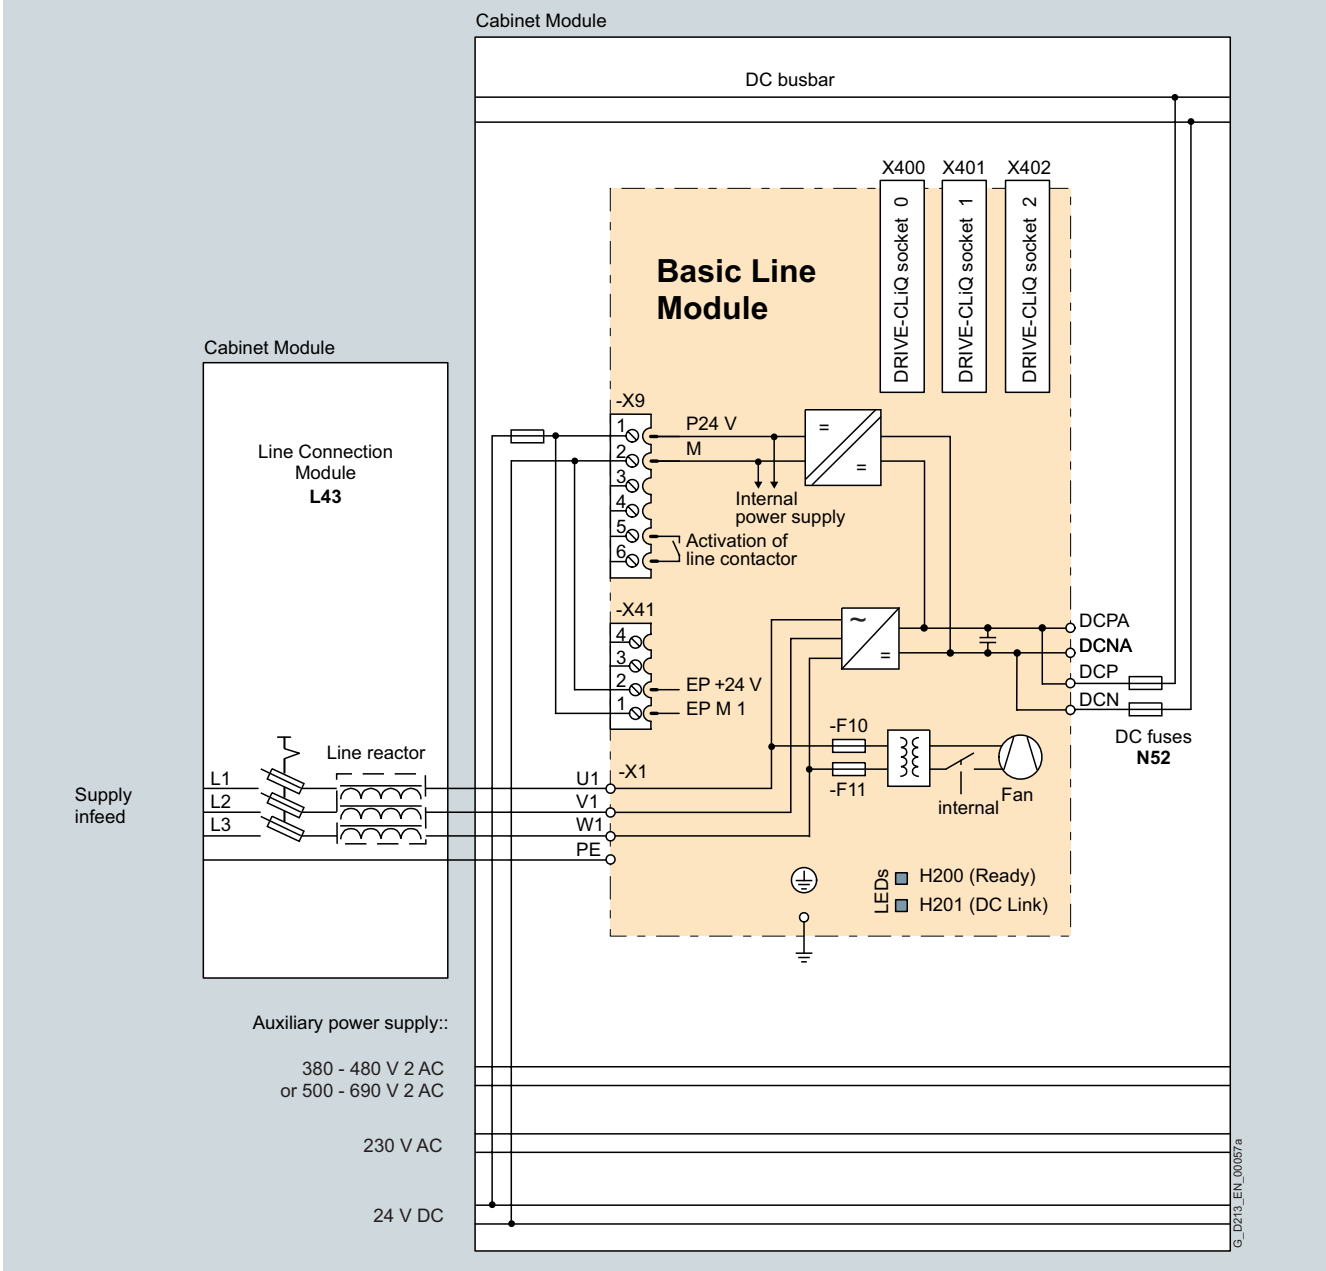 Cabinet Module
DC busbar
X400
X401
X402
DRIVE-CLiQ socket 0
DRIVE-CLiQ socket 1
DRIVE-CLiQ socket 2
Basic Line
Module
Cabinet Module
Line Connection
Module
L43
-X9
1
2
3
4
5
6
P24 V
M
=
=
Internal
power supply
Activation of
line contactor
-X41
4
3
2
1
EP +24 V
EP M 1
~
=
DCPA
DCNA
DCP
DCN
DC fuses
N52
-F10
-F11
internal
Fan
Line reactor
Supply
infeed
L1
L2
L3
-X1
U1
V1
W1
PE
LEDs
H200 (Ready)
H201 (DC Link)
Auxiliary power supply::
380 - 480 V 2 AC
or 500 - 690 V 2 AC
230 V AC
24 V DC
G_D213_EN_00057a